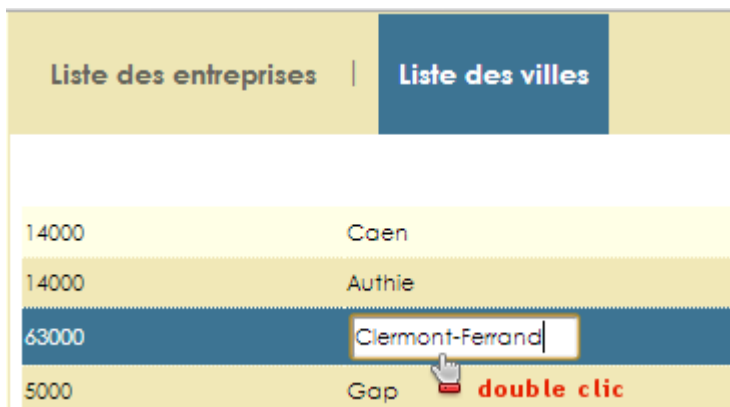 Liste des entreprises | Liste des villes
14000 Caen
14000 Authie
63000 Clermont-Ferrand
5000 Gap double clic